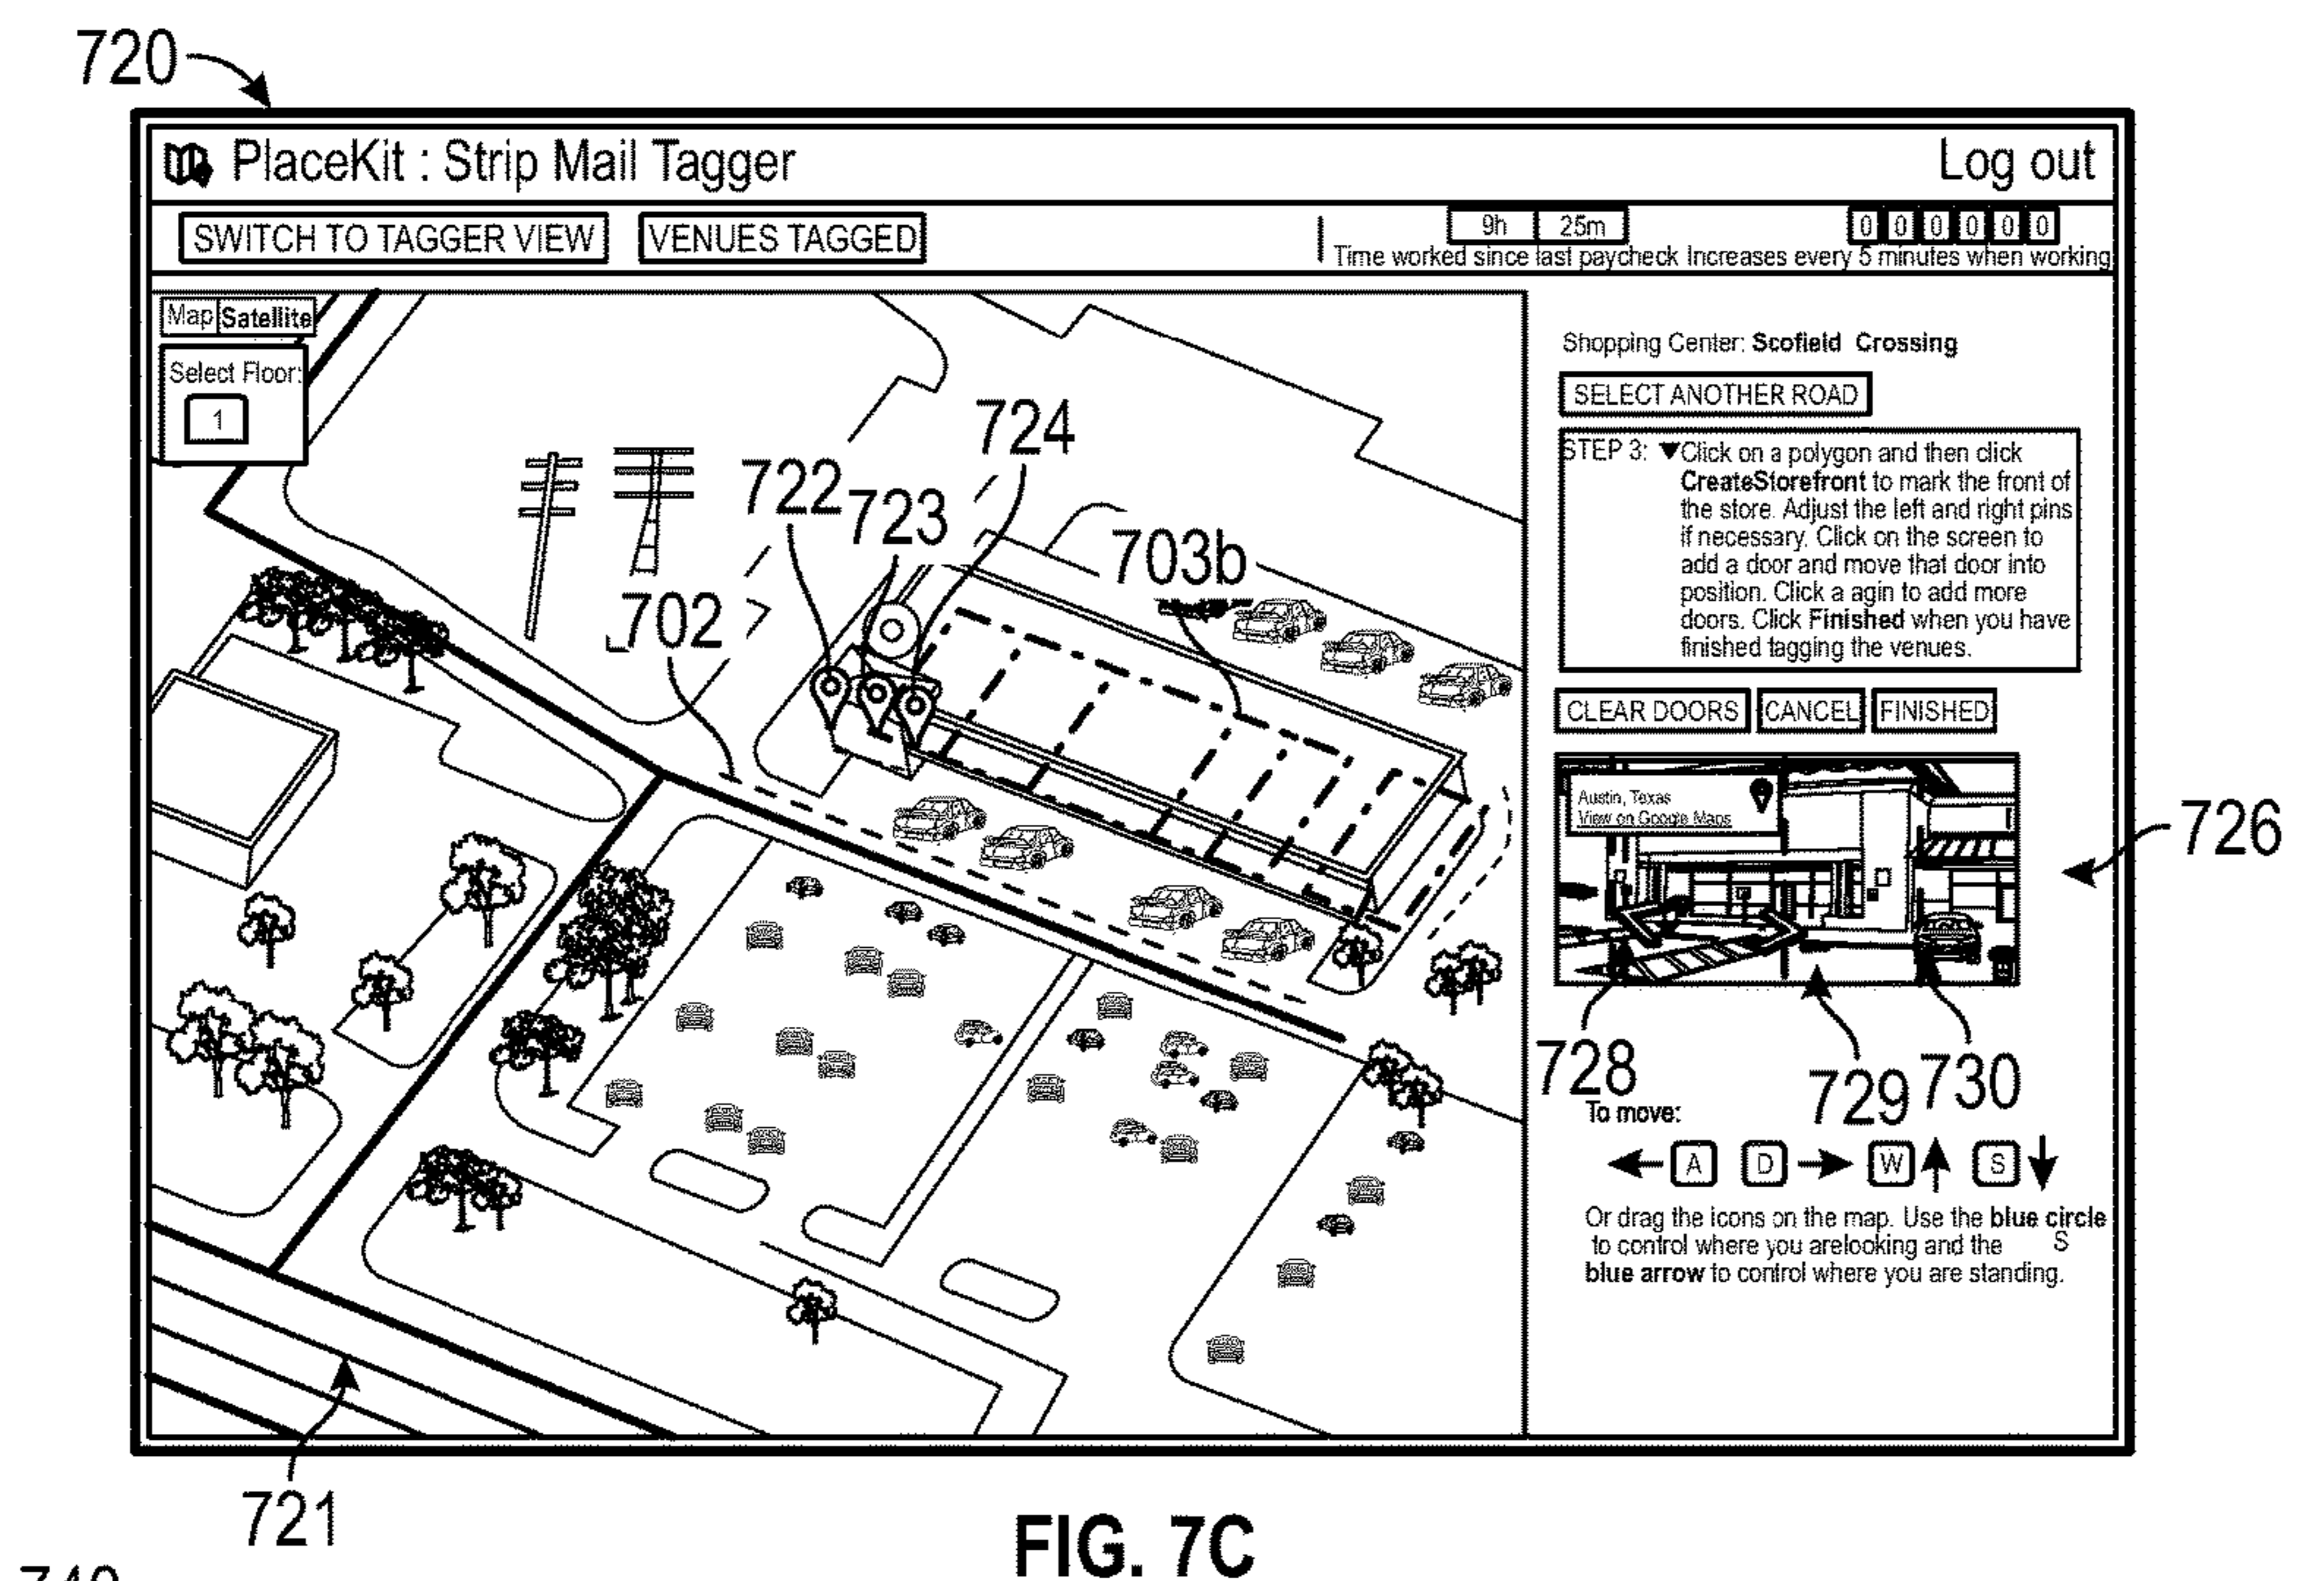 720
PlaceKit : Strip Mail Tagger
Log out
SWITCH TO TAGGER VIEW
VENUES TAGGED
9h 25m
0 0 0 0 0 0
Time worked since last paycheck Increases every 5 minutes when working
Map Satellite
Select Floor:
1
724
722
723
703b
702
Shopping Center: Scofield Crossing
SELECT ANOTHER ROAD
STEP 3: ▼Click on a polygon and then click
CreateStorefront to mark the front of
the store. Adjust the left and right pins
if necessary. Click on the screen to
add a door and move that door into
position. Click a agin to add more
doors. Click Finished when you have
finished tagging the venues.
CLEAR DOORS CANCEL FINISHED
Austin, Texas
View on Google Maps
726
728
729
730
To move:
A D W S
Or drag the icons on the map. Use the blue circle
to control where you arelooking and the S
blue arrow to control where you are standing.
721
FIG. 7C